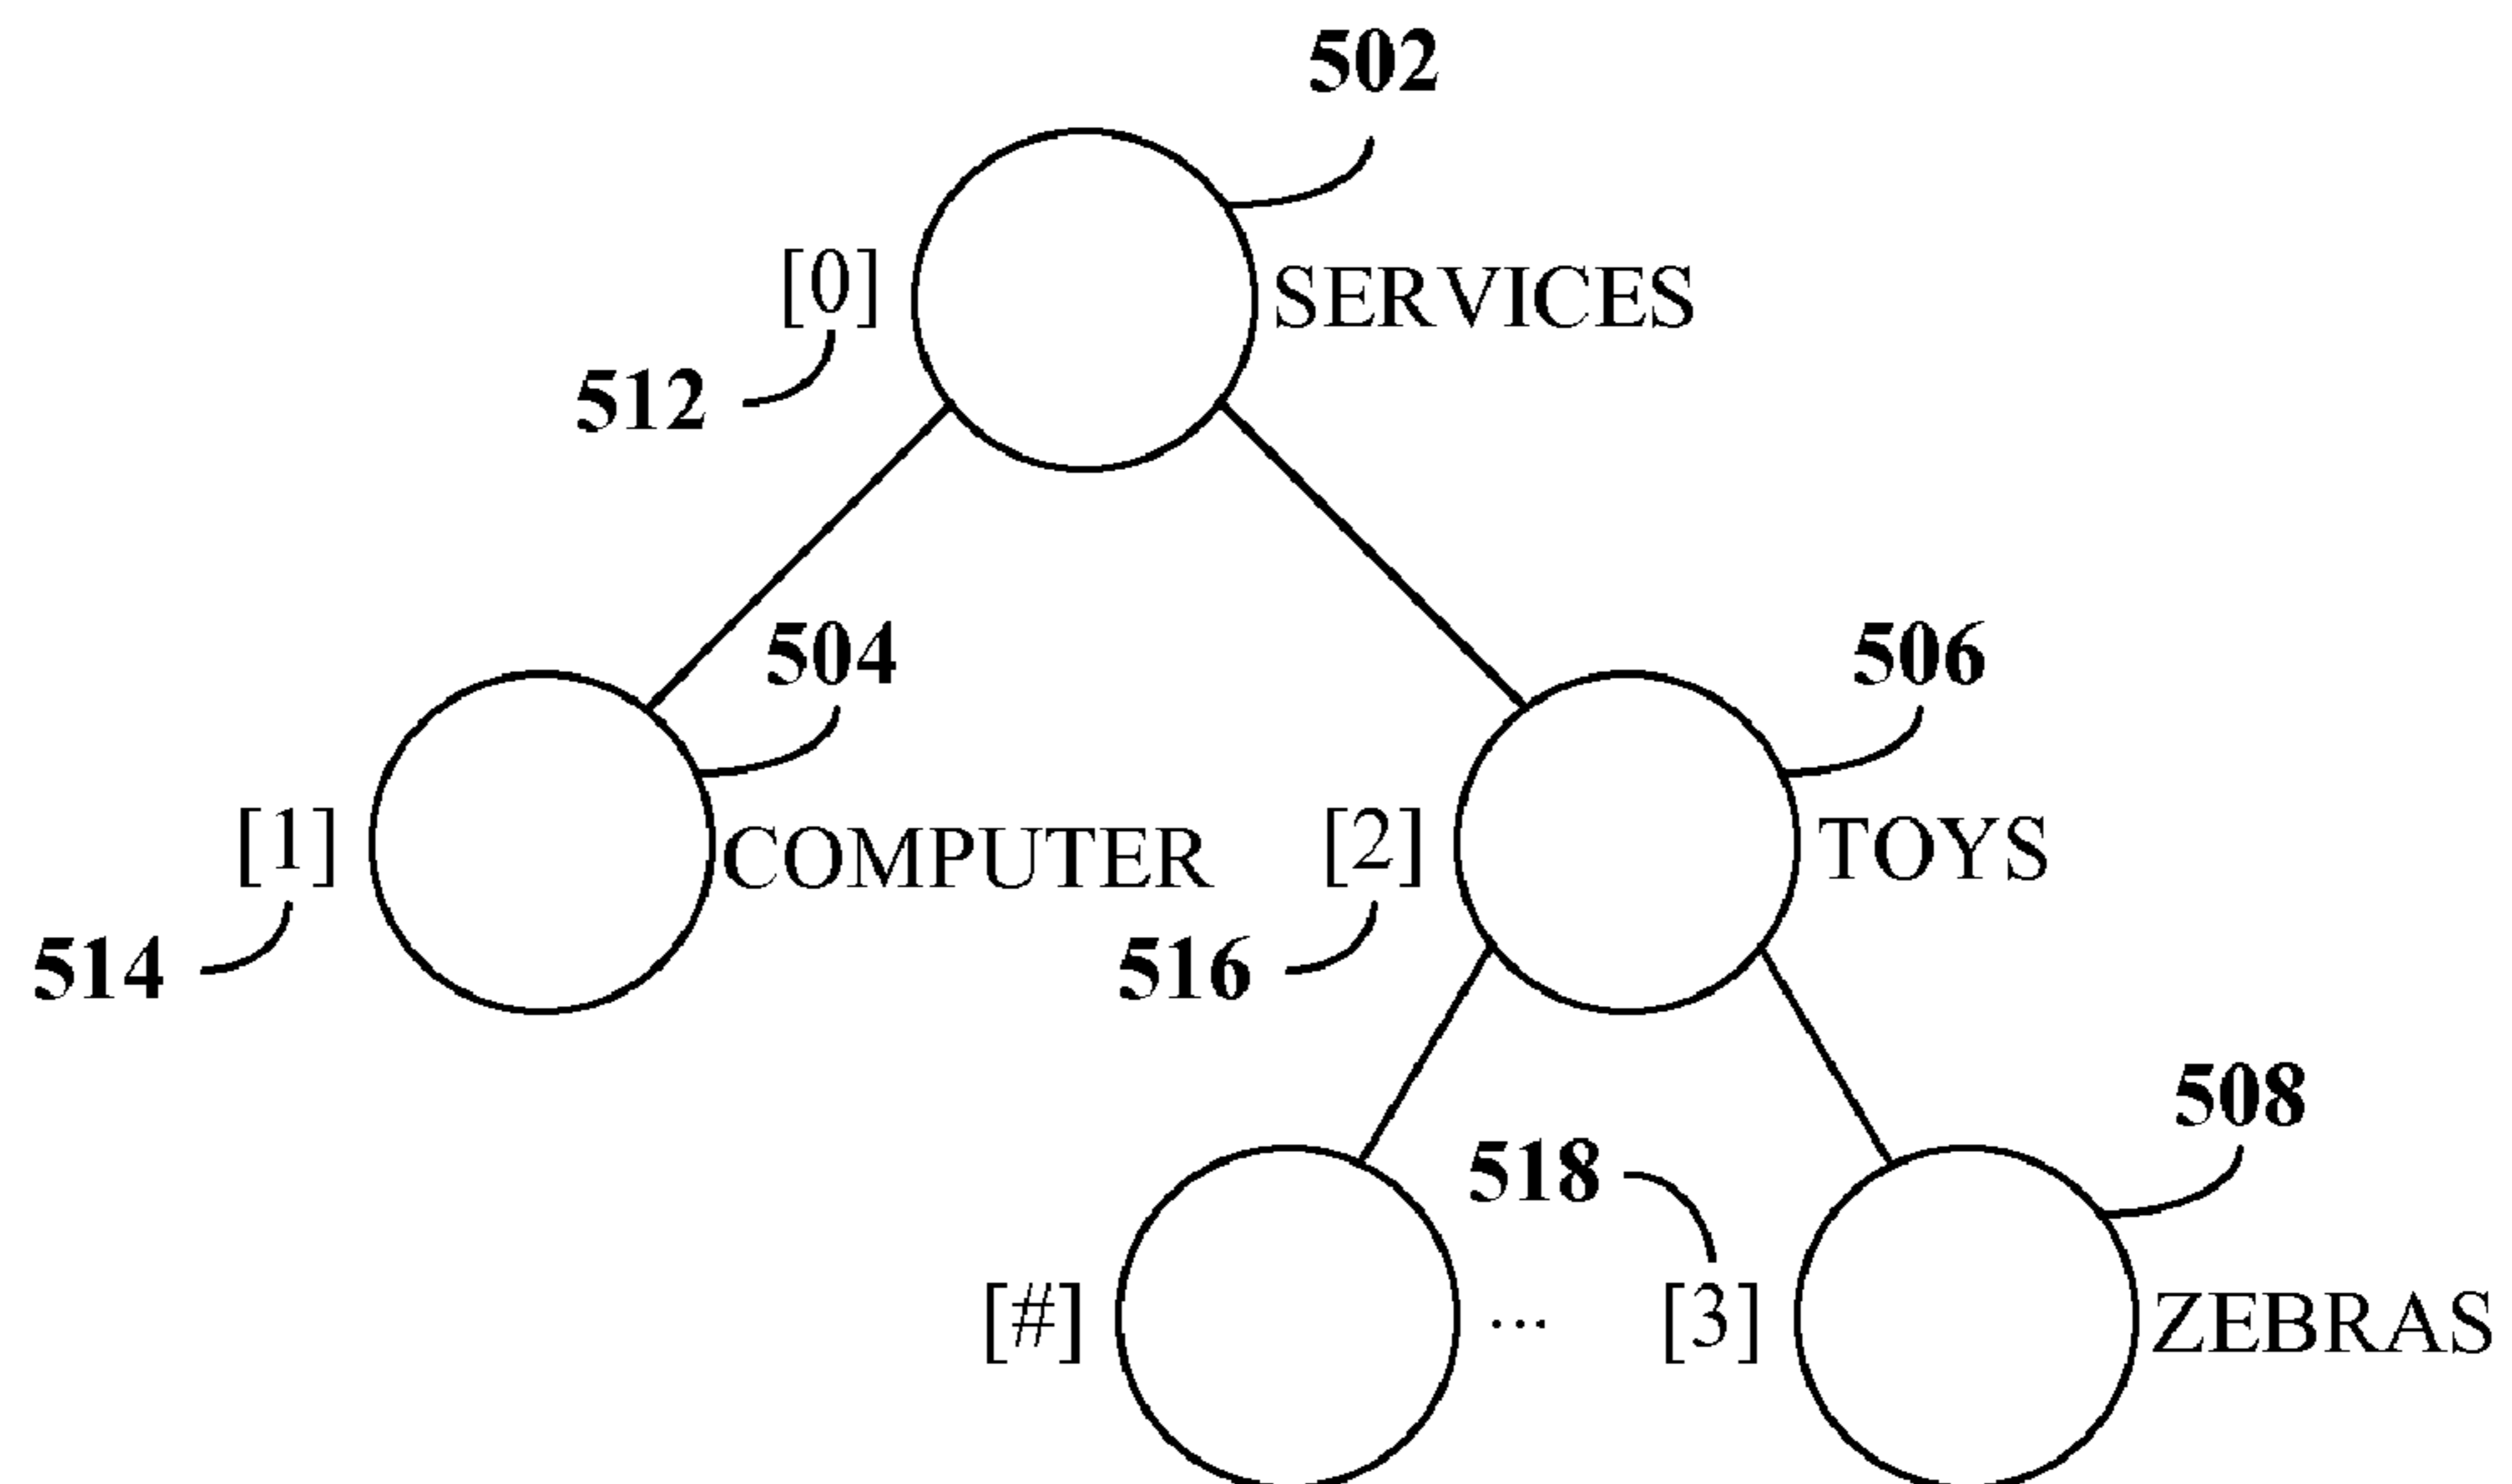 502
[0] SERVICES
512
504
506
[1] COMPUTER [2] TOYS
514
516
508
518
[#] ... [3] ZEBRAS